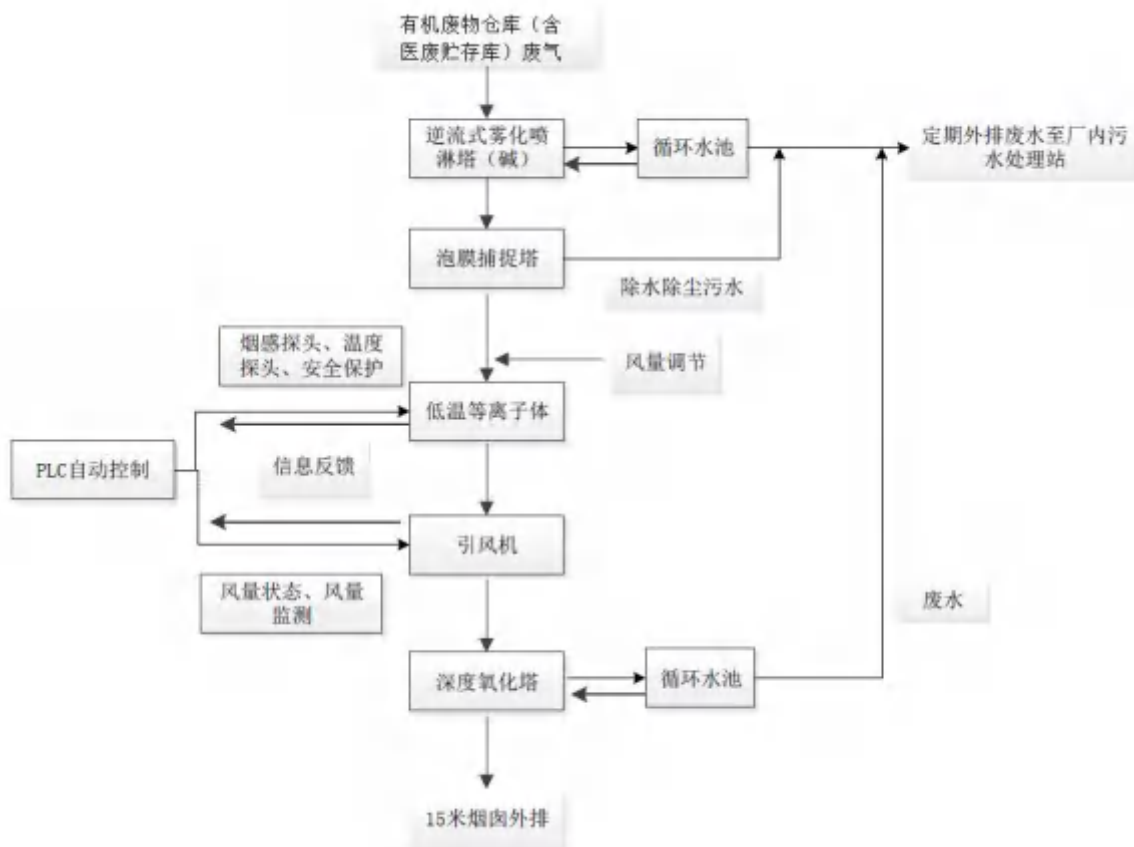 有机废物仓库（含
医废贮存库）废气
逆流式雾化喷
淋塔（碱）
循环水池
定期外排废水至厂内污
水处理站
泡膜捕捉塔
除水除尘污水
烟感探头、温度
探头、安全保护
风量调节
低温等离子体
PLC自动控制
信息反馈
引风机
风量状态、风量
监测
废水
深度氧化塔
循环水池
15米烟囱外排